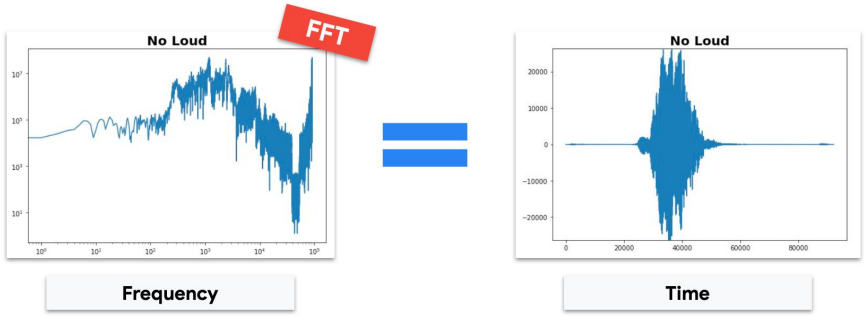 FFT
No Loud
10⁷
10⁵
10³
10¹
10⁰ 10¹ 10² 10³ 10⁴ 10⁵
Frequency
No Loud
20000
10000
0
-10000
-20000
0 20000 40000 60000 80000
Time